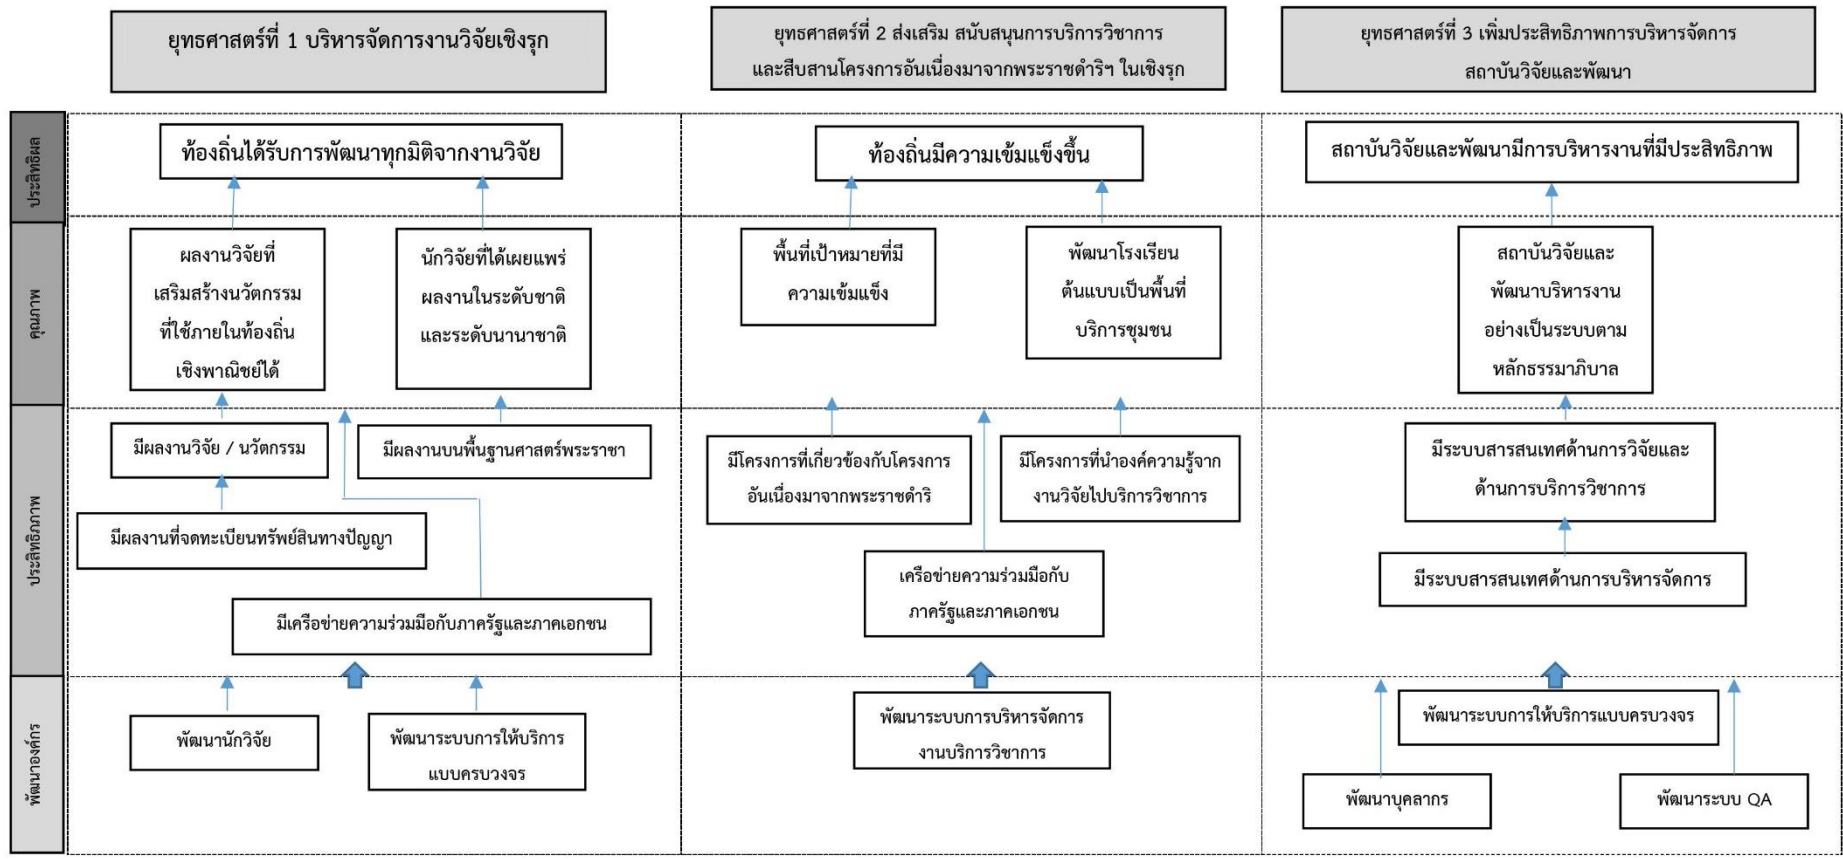 ยุทธศาสตร์ที่ 1 บริหารจัดการงานวิจัยเชิงรุก
ยุทธศาสตร์ที่ 2 ส่งเสริม สนับสนุนการบริการวิชาการ
และสืบสานโครงการอันเนื่องมาจากพระราชดำริฯ ในเชิงรุก
ยุทธศาสตร์ที่ 3 เพิ่มประสิทธิภาพการบริหารจัดการ
สถาบันวิจัยและพัฒนา
ประสิทธิผล
ท้องถิ่นได้รับการพัฒนาทุกมิติจากงานวิจัย
ท้องถิ่นมีความเข้มแข็งขึ้น
สถาบันวิจัยและพัฒนามีการบริหารงานที่มีประสิทธิภาพ
คุณภาพ
ผลงานวิจัยที่
เสริมสร้างนวัตกรรม
ที่ใช้ภายในท้องถิ่น
เชิงพาณิชย์ได้
นักวิจัยที่ได้เผยแพร่
ผลงานในระดับชาติ
และระดับนานาชาติ
พื้นที่เป้าหมายที่มี
ความเข้มแข็ง
พัฒนาโรงเรียน
ต้นแบบเป็นพื้นที่
บริการชุมชน
สถาบันวิจัยและ
พัฒนาบริหารงาน
อย่างเป็นระบบตาม
หลักธรรมาภิบาล
ประสิทธิภาพ
มีผลงานวิจัย / นวัตกรรม
มีผลงานบนพื้นฐานศาสตร์พระราชา
มีผลงานที่จดทะเบียนทรัพย์สินทางปัญญา
มีเครือข่ายความร่วมมือกับภาครัฐและภาคเอกชน
มีโครงการที่เกี่ยวข้องกับโครงการ
อันเนื่องมาจากพระราชดำริ
มีโครงการที่นำองค์ความรู้จาก
งานวิจัยไปบริการวิชาการ
เครือข่ายความร่วมมือกับ
ภาครัฐและภาคเอกชน
มีระบบสารสนเทศด้านการวิจัยและ
ด้านการบริการวิชาการ
มีระบบสารสนเทศด้านการบริหารจัดการ
พัฒนาองค์กร
พัฒนานักวิจัย
พัฒนาระบบการให้บริการ
แบบครบวงจร
พัฒนาระบบการบริหารจัดการ
งานบริการวิชาการ
พัฒนาระบบการให้บริการแบบครบวงจร
พัฒนาบุคลากร
พัฒนาระบบ QA